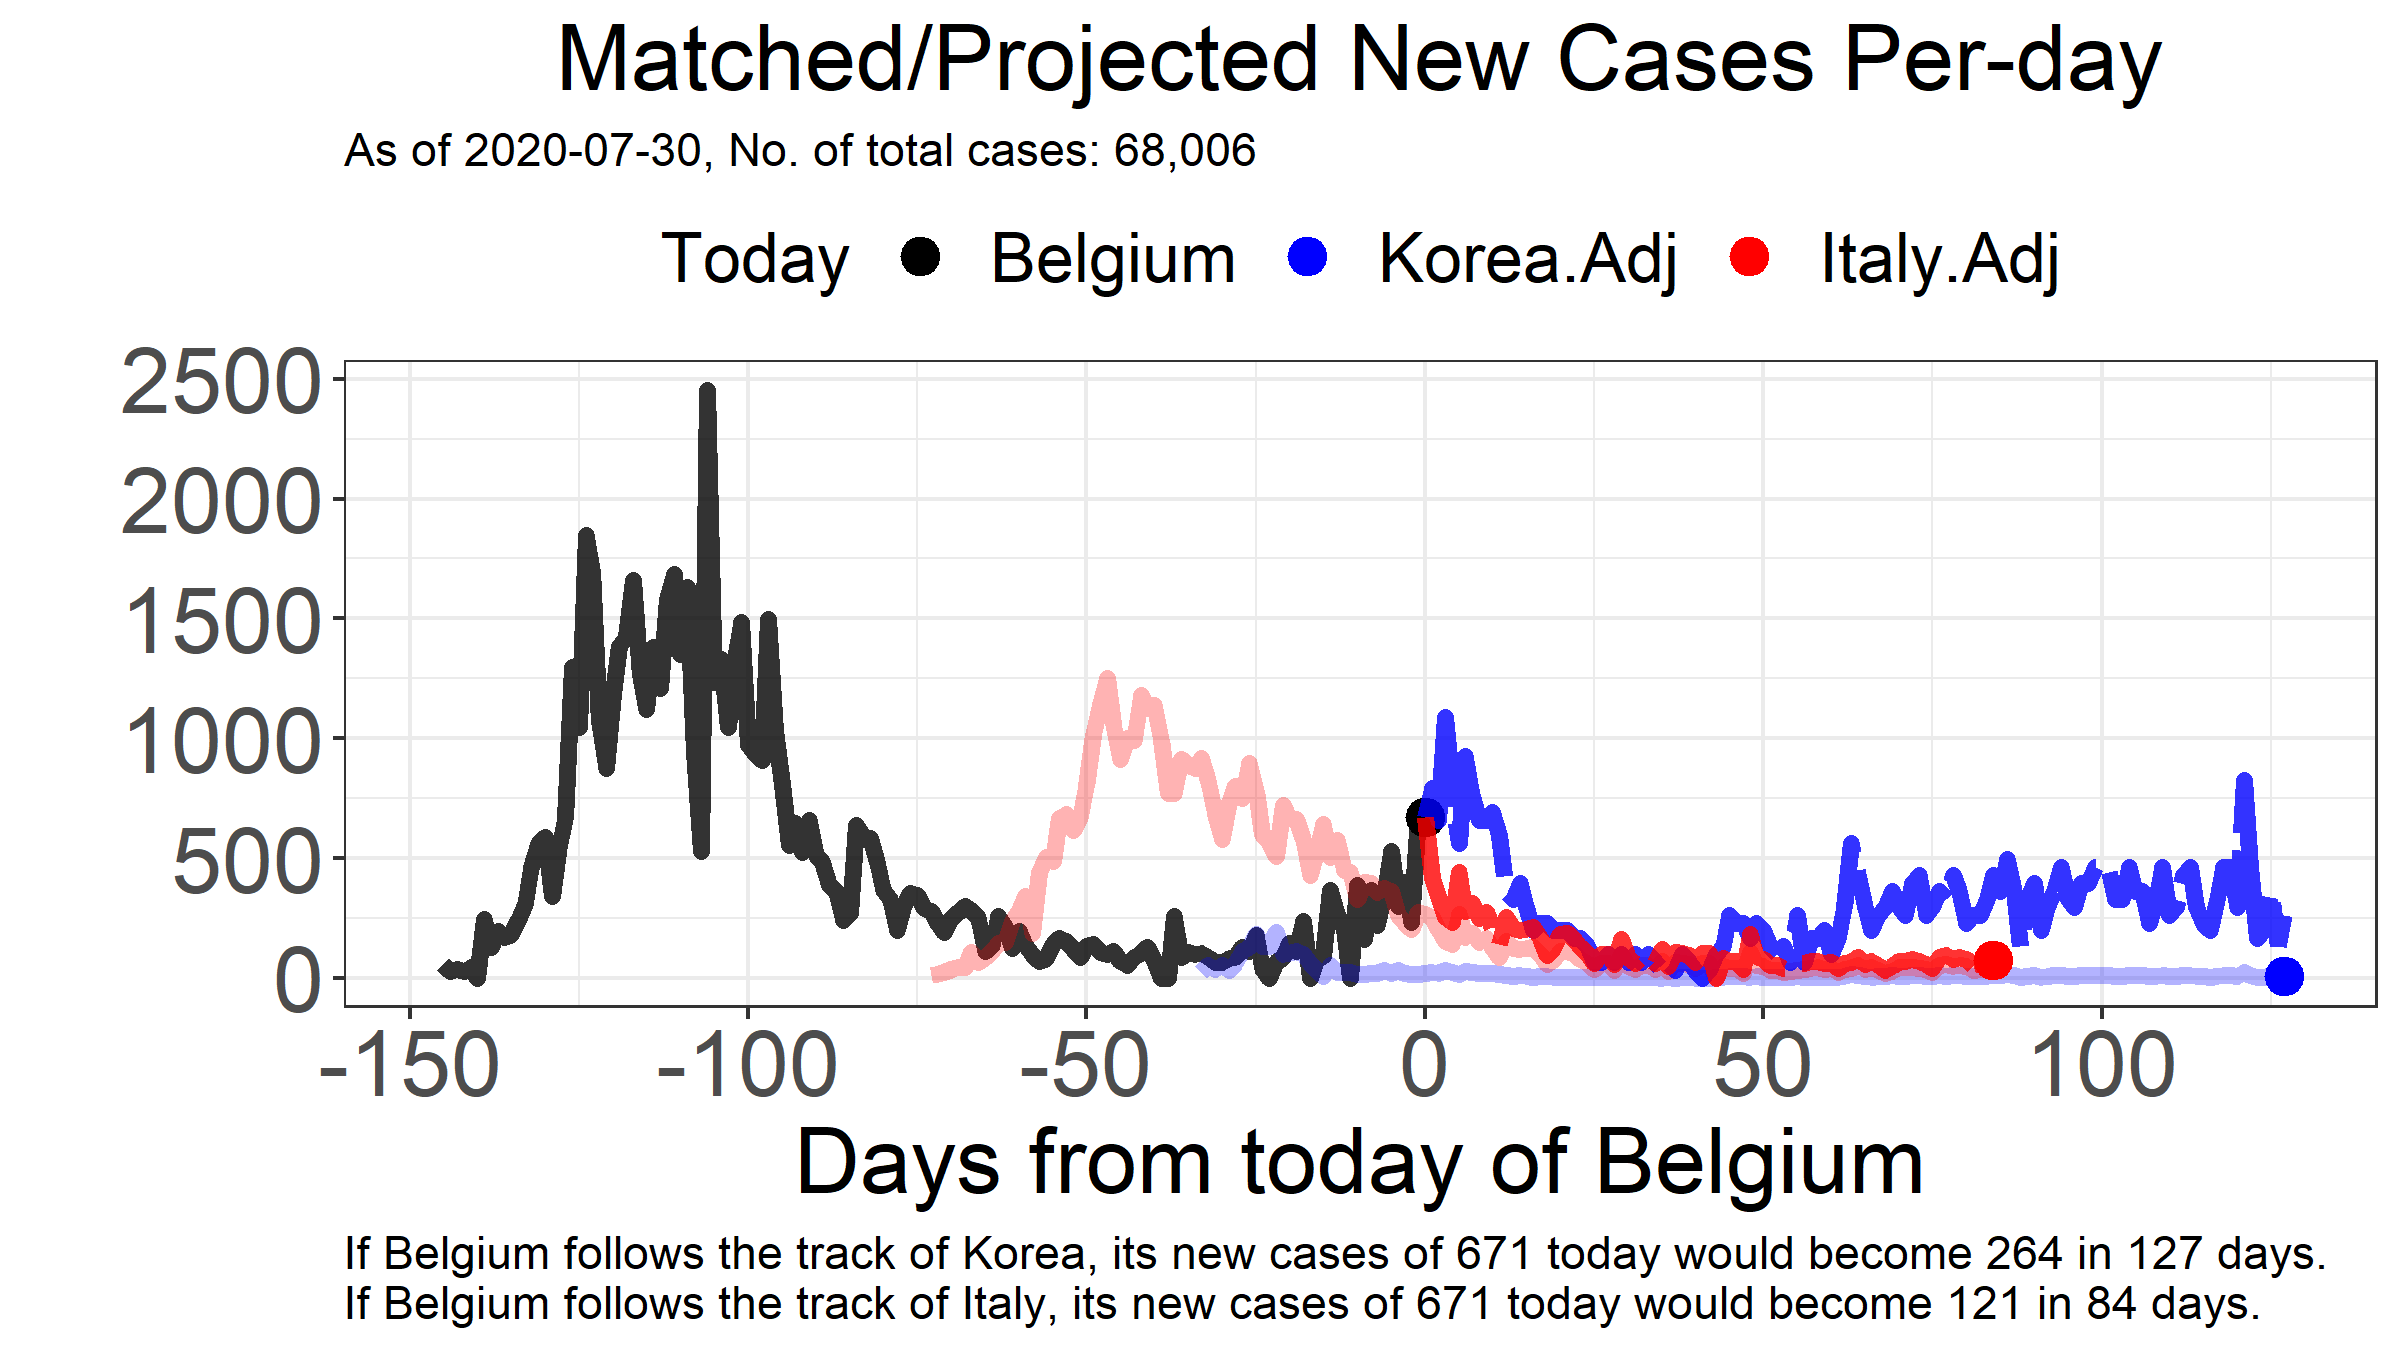 Matched/Projected New Cases Per-day
As of 2020-07-30, No. of total cases: 68,006
Today Belgium Korea.Adj Italy.Adj
2500
2000
1500
1000
500
0
-150 -100 -50 0 50 100
Days from today of Belgium
If Belgium follows the track of Korea, its new cases of 671 today would become 264 in 127 days.
If Belgium follows the track of Italy, its new cases of 671 today would become 121 in 84 days.